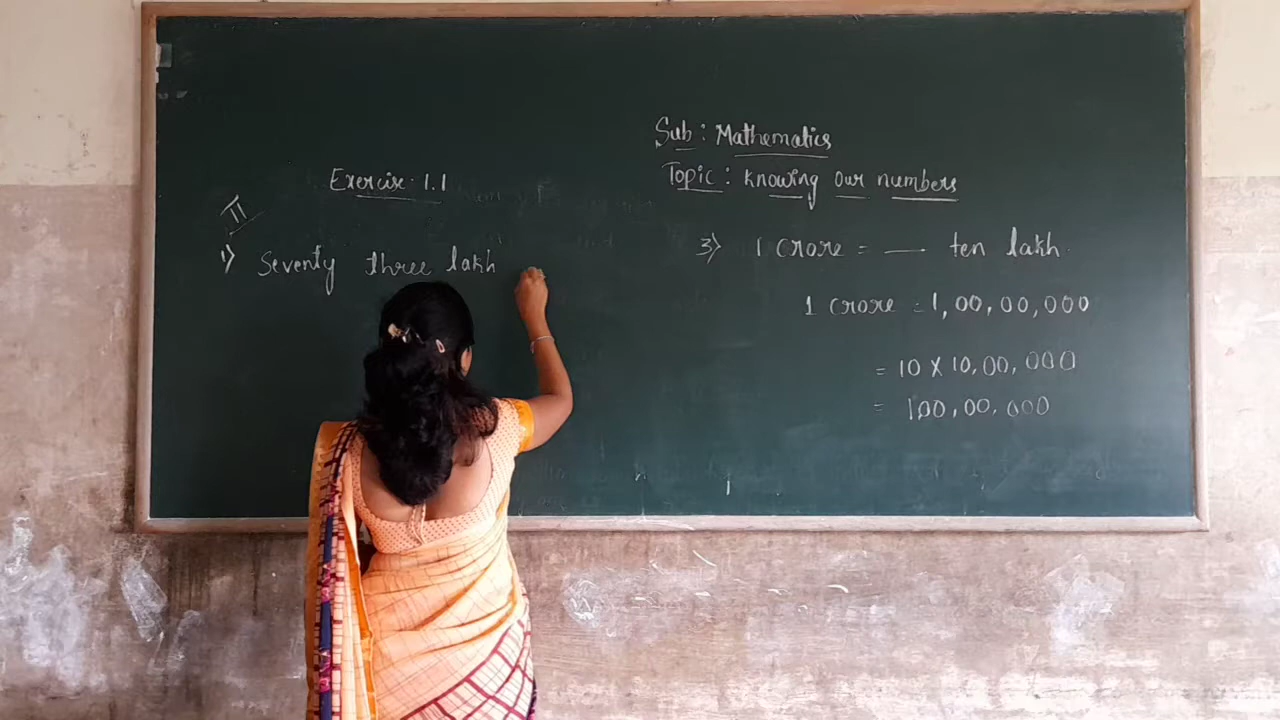 Sub : Mathematics
Topic : knowing our numbers
Exercise 1.1
II
1) Seventy three lakh
3) 1 crore = — ten lakh.
1 crore = 1,00,00,000
= 10 X 10,00,000
= 100,00,000